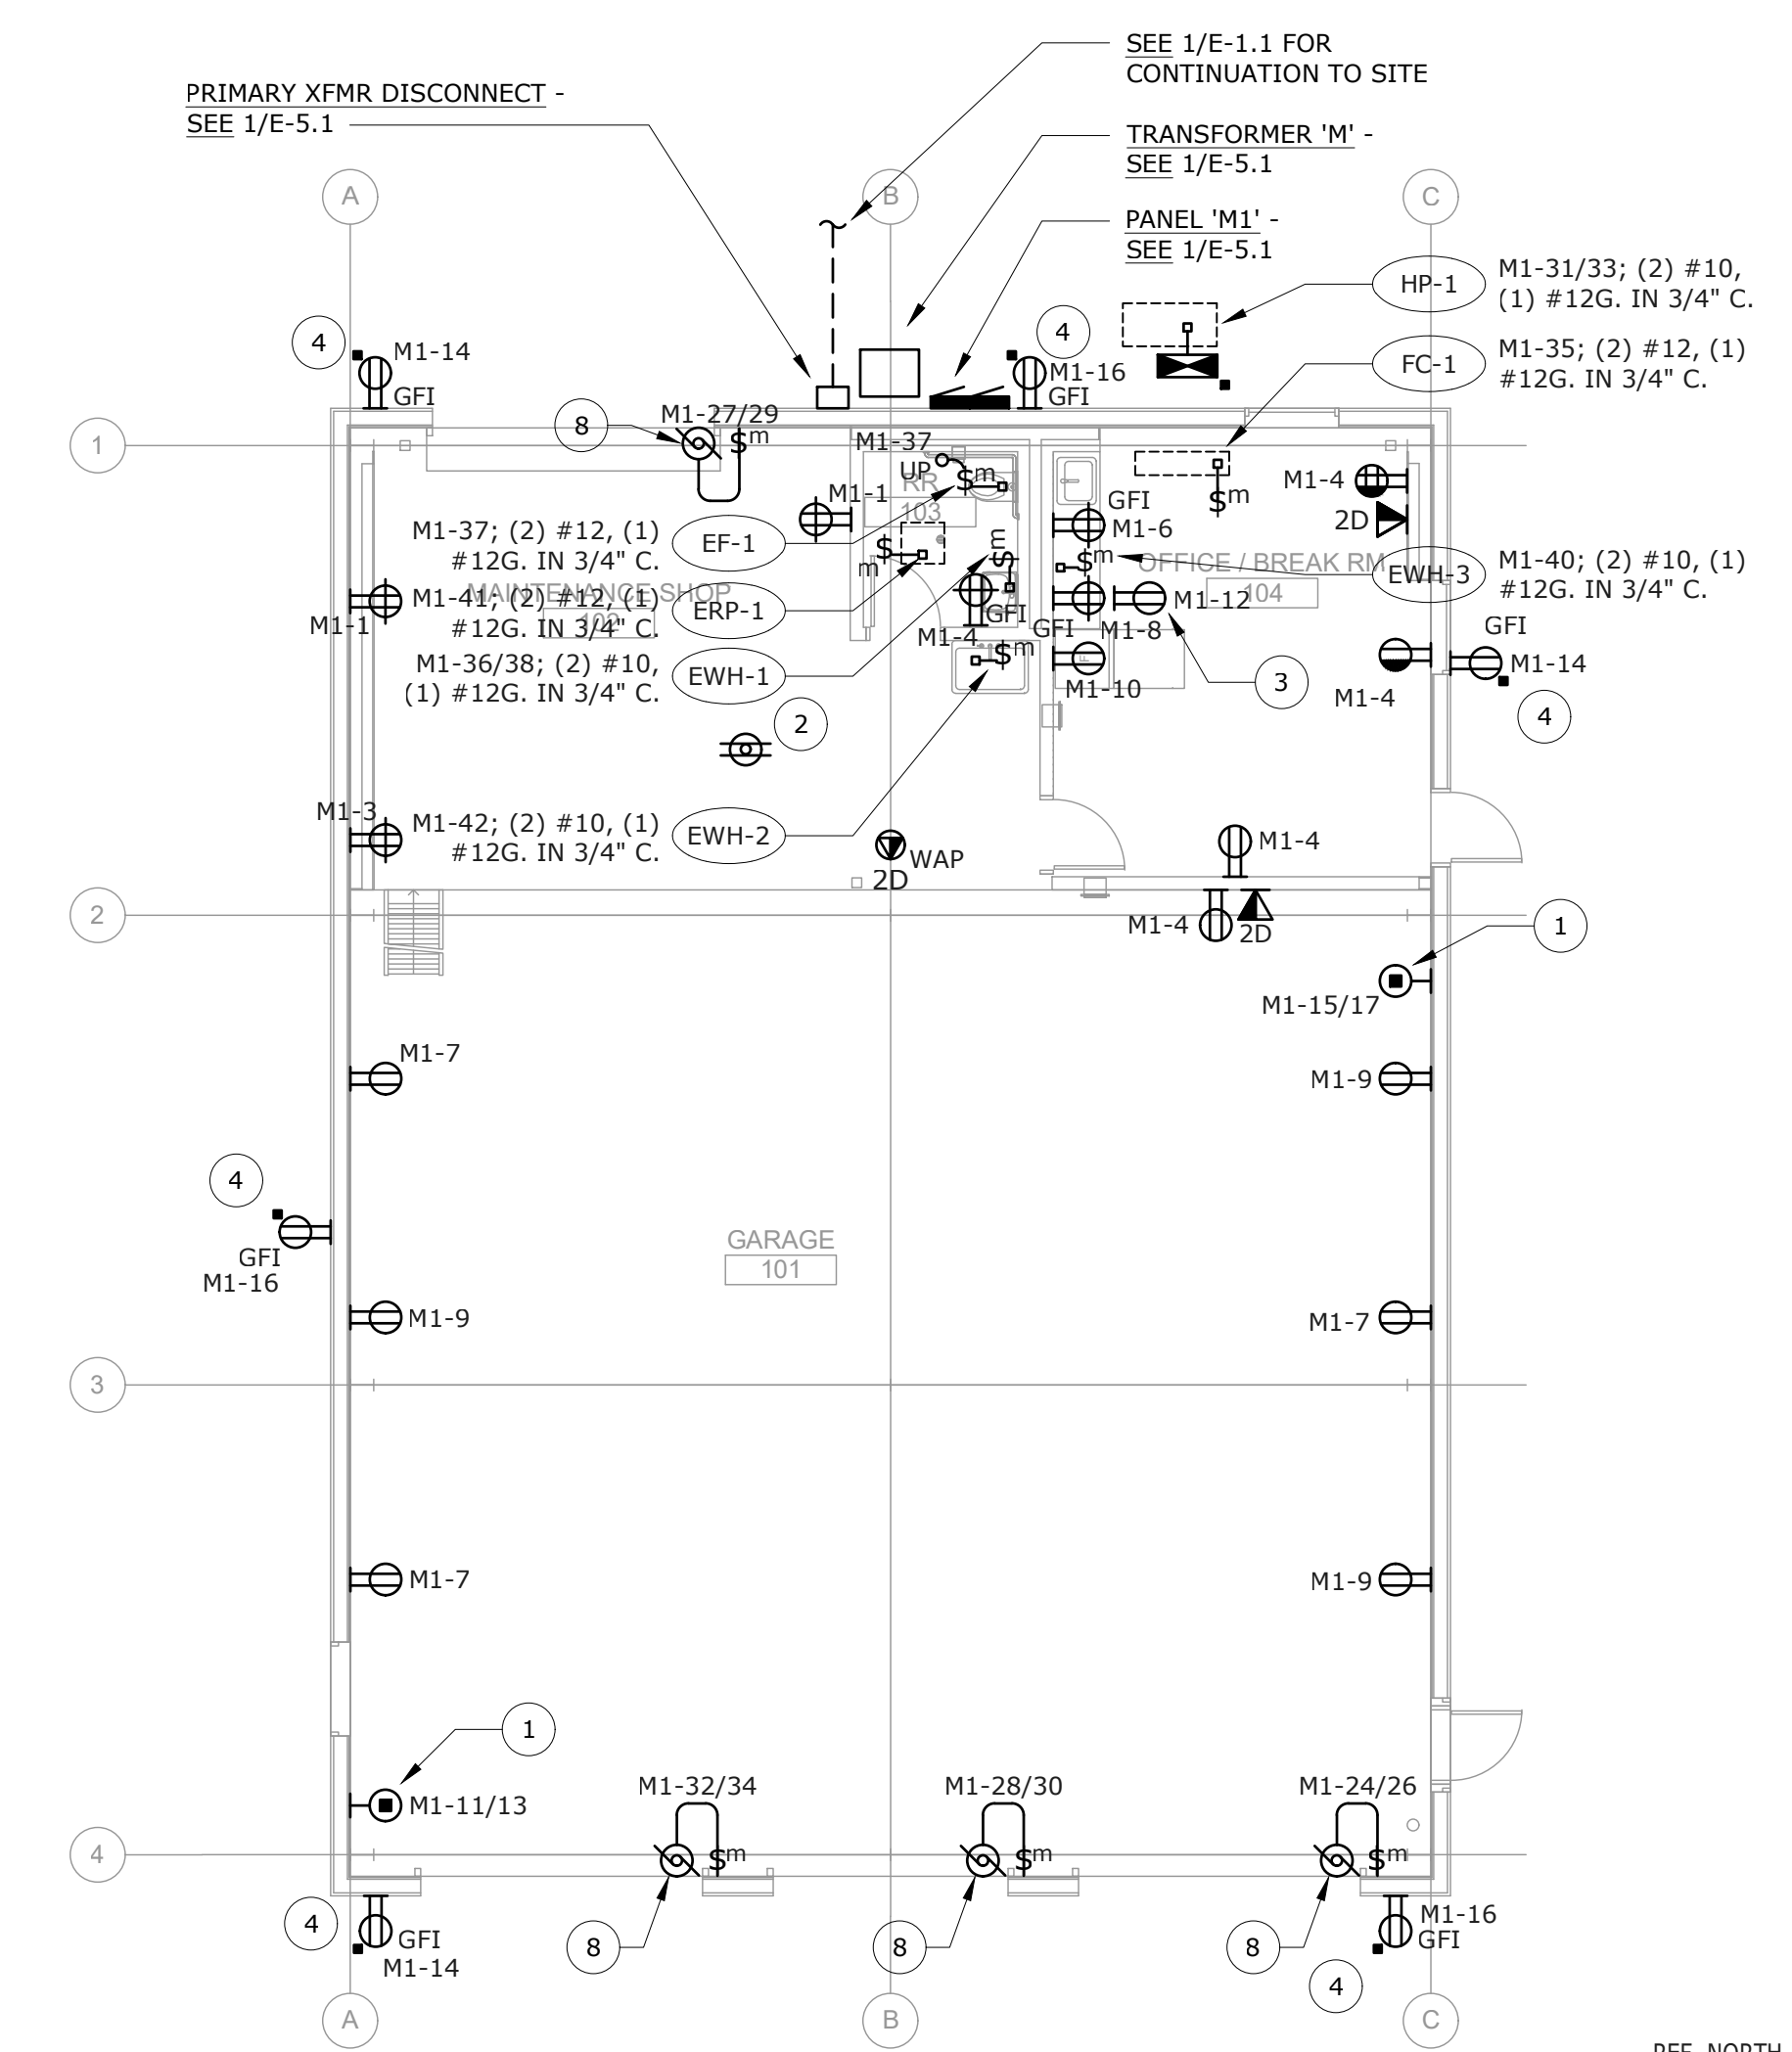 SEE 1/E-1.1 FOR
CONTINUATION TO SITE
PRIMARY XFMR DISCONNECT -
SEE 1/E-5.1
TRANSFORMER 'M' -
SEE 1/E-5.1
PANEL 'M1' -
SEE 1/E-5.1
A
B
C
HP-1
M1-31/33; (2) #10,
(1) #12G. IN 3/4" C.
FC-1
M1-35; (2) #12, (1)
#12G. IN 3/4" C.
4
M1-14
GFI
4
M1-16
GFI
8
M1-27/29
$m
1
M1-37
UP
$m
RR
103
M1-1
GFI
M1-6
$m
M1-4
2D
M1-37; (2) #12, (1)
#12G. IN 3/4" C.
EF-1
$m
$m
$m
OFFICE / BREAK RM
104
EWH-3
M1-40; (2) #10, (1)
#12G. IN 3/4" C.
MAINTENANCE SHOP
102
M1-41; (2) #12, (1)
#12G. IN 3/4" C.
ERP-1
M1-1
GFI
M1-4
GFI
M1-8
M1-12
GFI
M1-14
4
M1-36/38; (2) #10,
(1) #12G. IN 3/4" C.
EWH-1
$m
F
M1-10
3
M1-4
2
M1-3
M1-42; (2) #10, (1)
#12G. IN 3/4" C.
EWH-2
WAP
2D
M1-4
2
M1-4
2D
1
M1-15/17
M1-7
M1-9
4
GFI
M1-16
GARAGE
101
M1-9
M1-7
3
M1-7
M1-9
1
M1-11/13
M1-32/34
M1-28/30
M1-24/26
4
$m
$m
$m
4
GFI
M1-14
8
8
8
M1-16
GFI
4
A
B
C
REF. NORTH